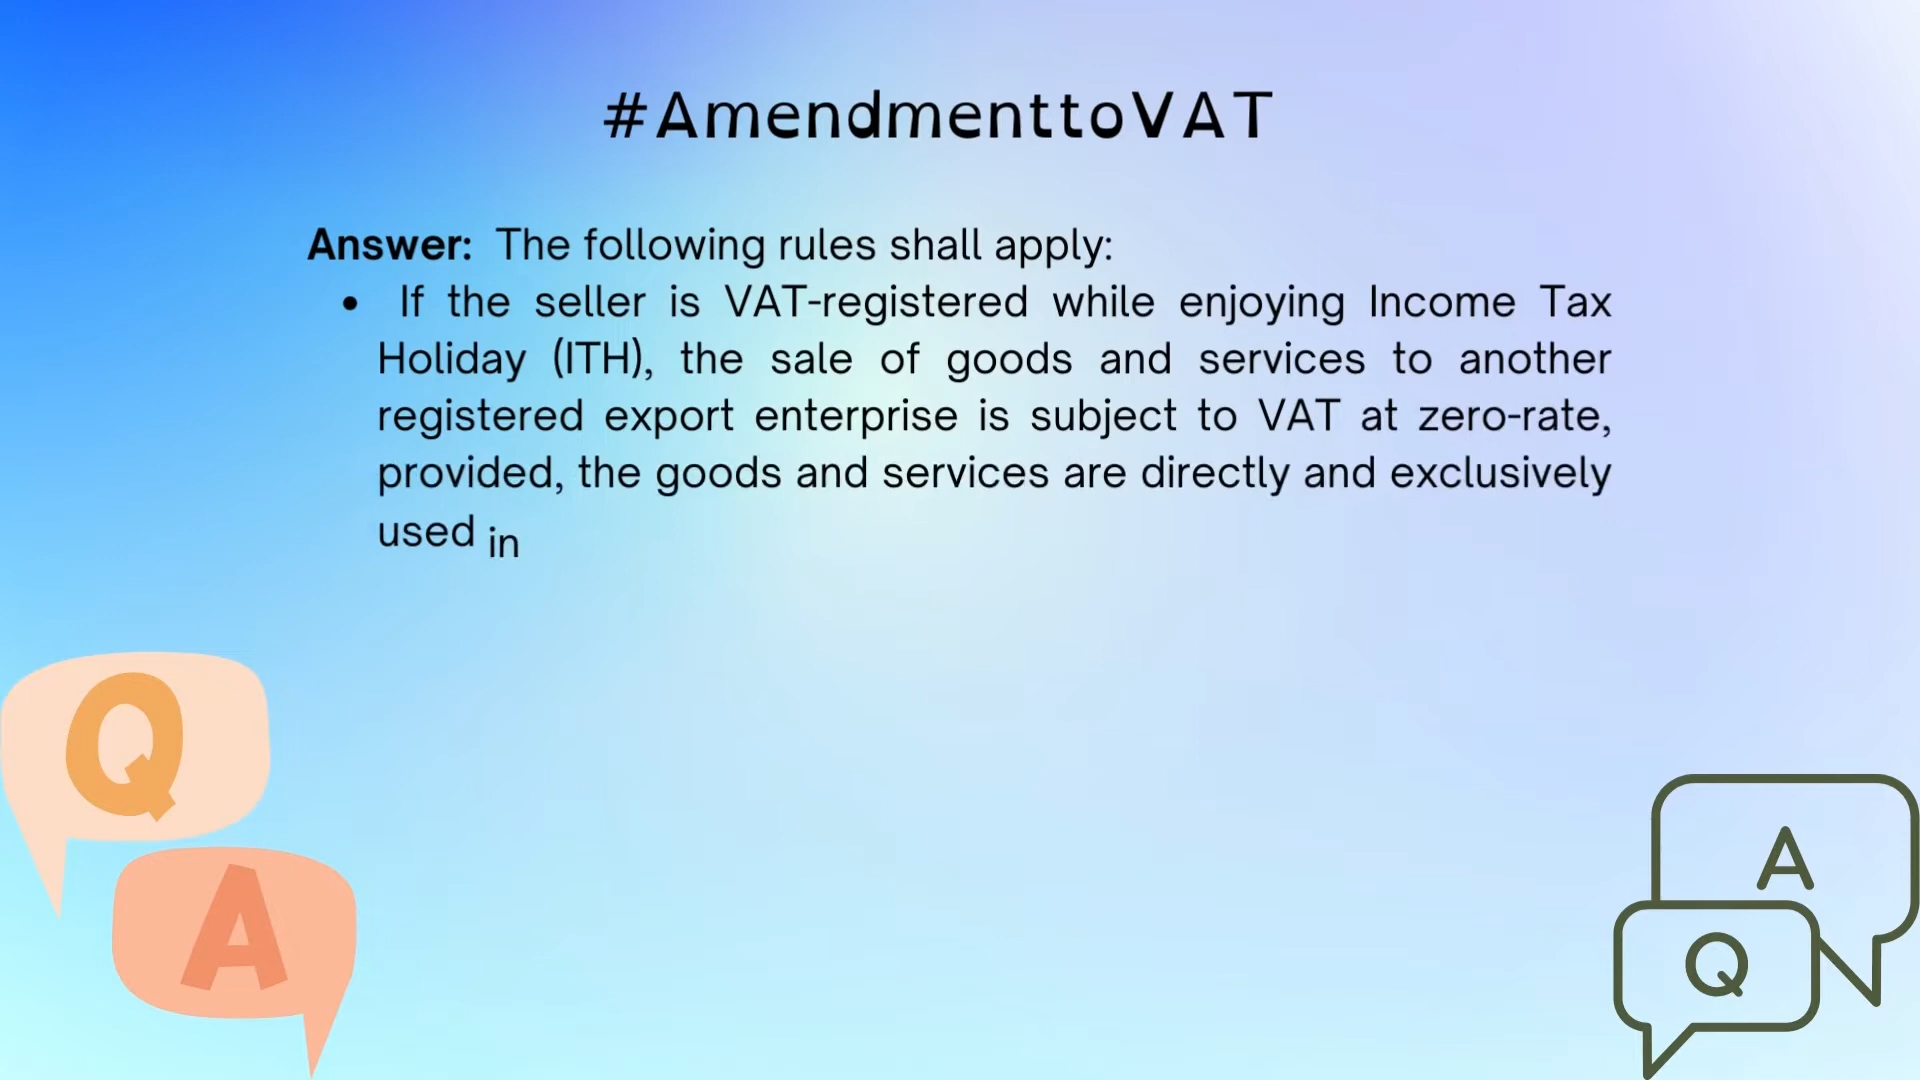 #AmendmenttoVAT
Answer: The following rules shall apply:
• If the seller is VAT-registered while enjoying Income Tax
Holiday (ITH), the sale of goods and services to another
registered export enterprise is subject to VAT at zero-rate,
provided, the goods and services are directly and exclusively
used in
Q
A
A
Q